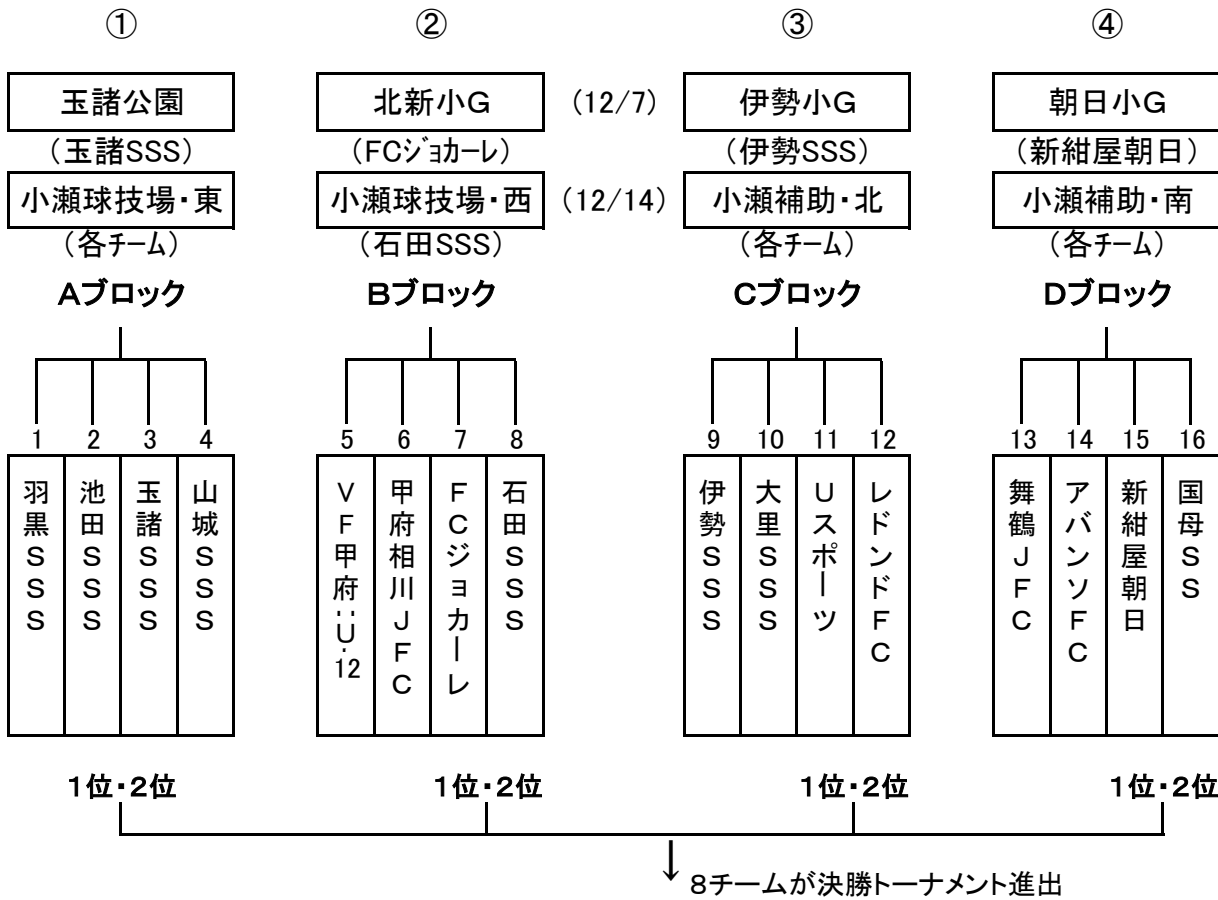 ① ② ③ ④
玉諸公園 北新小G (12/7) 伊勢小G 朝日小G
(玉諸SSS) (FCジョカーレ) (伊勢SSS) (新紺屋朝日)
小瀬球技場・東 小瀬球技場・西 (12/14) 小瀬補助・北 小瀬補助・南
(各チーム) (石田SSS) (各チーム) (各チーム)
Aブロック Bブロック Cブロック Dブロック
1 2 3 4 5 6 7 8 9 10 11 12 13 14 15 16
羽黒SSS
池田SSS
玉諸SSS
山城SSS
VF甲府:U-12
甲府相川JFC
FCジョカーレ
石田SSS
伊勢SSS
大里SSS
Uスポーツ
レドンドFC
舞鶴JFC
アバンソFC
新紺屋朝日
国母SS
1位・2位 1位・2位 1位・2位 1位・2位
↓ 8チームが決勝トーナメント進出